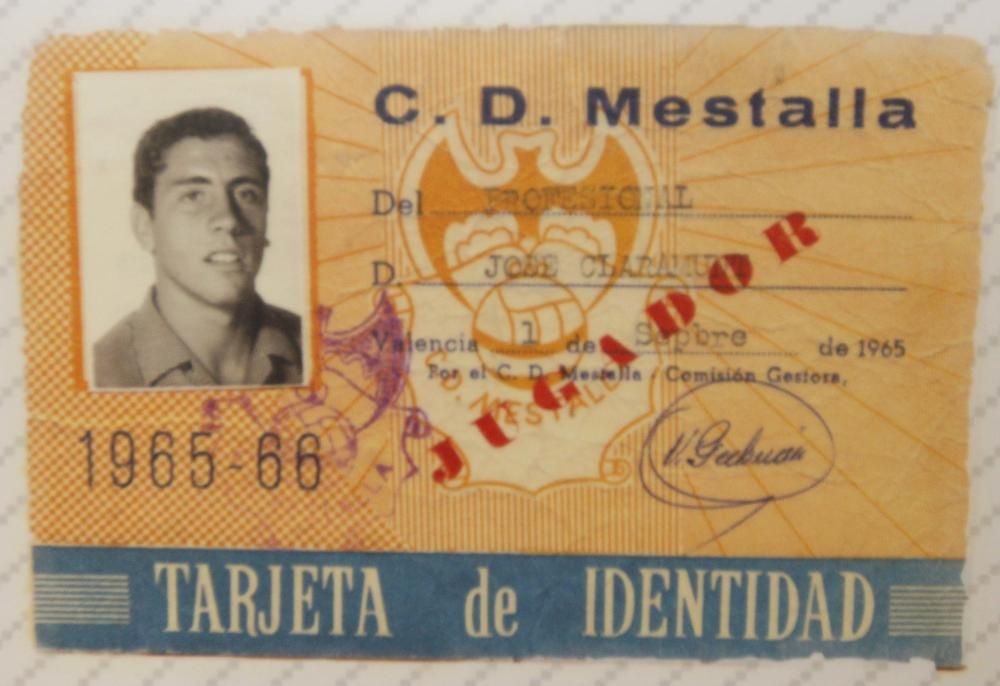 C. D. Mestalla
Del PROFESIONAL
D. JOSE CLARAMUNT
Valencia 1 de Sepbre de 1965
Por el C. D. Mestalla - Comisión Gestora,
JUGADOR
C. D. MESTALLA
1965-66
TARJETA de IDENTIDAD